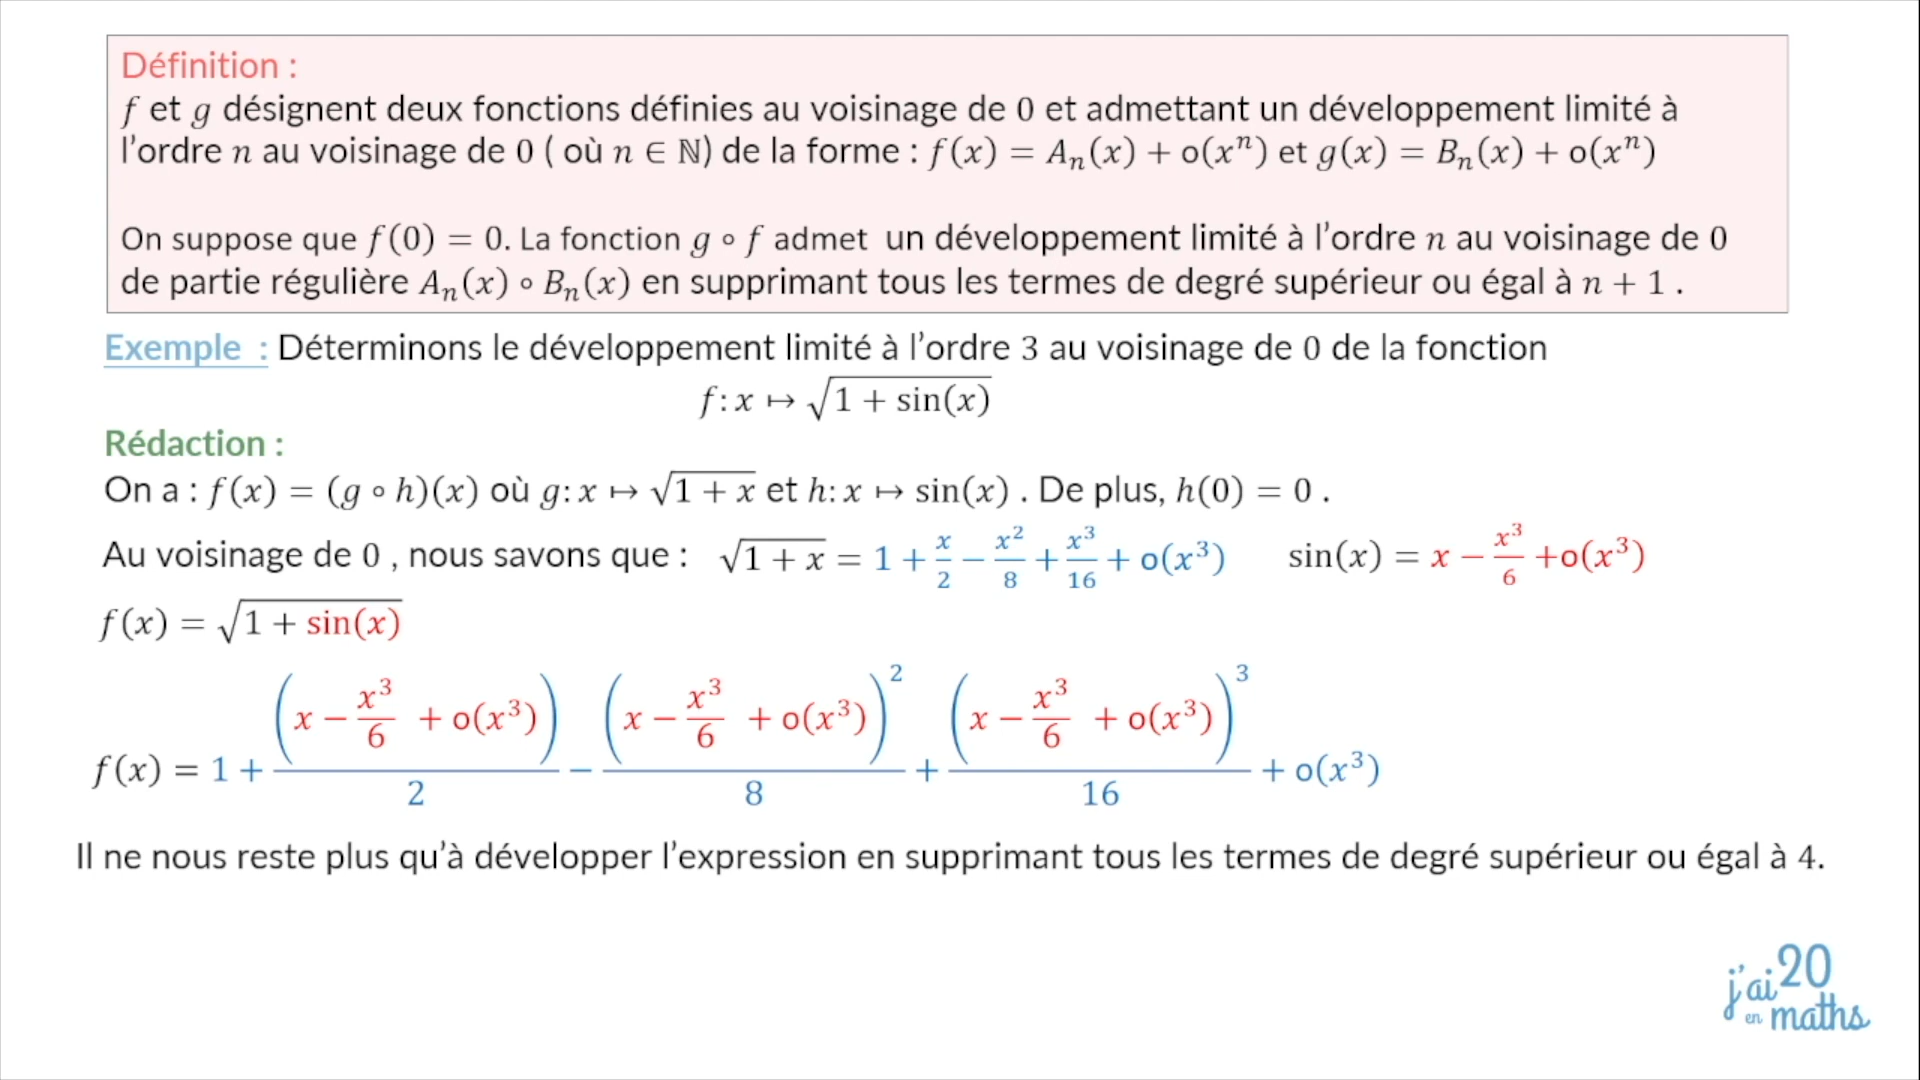 Définition :
f et g désignent deux fonctions définies au voisinage de 0 et admettant un développement limité à
l’ordre n au voisinage de 0 ( où n ∈ ℕ) de la forme : f(x) = Aₙ(x) + o(xⁿ) et g(x) = Bₙ(x) + o(xⁿ)
On suppose que f(0) = 0. La fonction g ∘ f admet un développement limité à l’ordre n au voisinage de 0
de partie régulière Aₙ(x) ∘ Bₙ(x) en supprimant tous les termes de degré supérieur ou égal à n + 1 .
Exemple : Déterminons le développement limité à l’ordre 3 au voisinage de 0 de la fonction
f: x ↦ √(1 + sin(x))
Rédaction :
On a : f(x) = (g ∘ h)(x) où g: x ↦ √(1 + x) et h: x ↦ sin(x) . De plus, h(0) = 0 .
Au voisinage de 0 , nous savons que : √(1 + x) = 1 + x/2 − x²/8 + x³/16 + o(x³) sin(x) = x − x³/6 +o(x³)
f(x) = √(1 + sin(x))
f(x) = 1 + (x − x³/6 + o(x³))/2 − (x − x³/6 + o(x³))²/8 + (x − x³/6 + o(x³))³/16 + o(x³)
Il ne nous reste plus qu’à développer l’expression en supprimant tous les termes de degré supérieur ou égal à 4.
j’ai 20
en maths